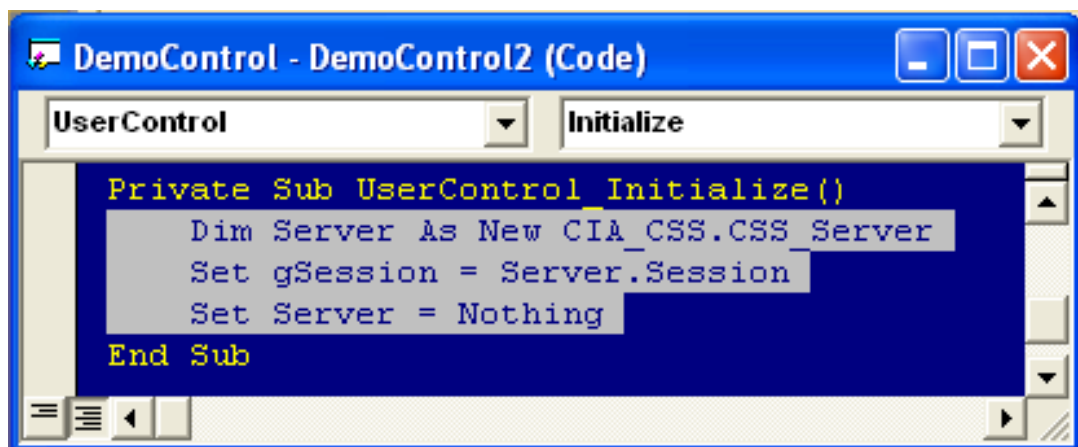 DemoControl - DemoControl2 (Code)
UserControl Initialize
Private Sub UserControl_Initialize()
Dim Server As New CIA_CSS.CSS_Server
Set gSession = Server.Session
Set Server = Nothing
End Sub